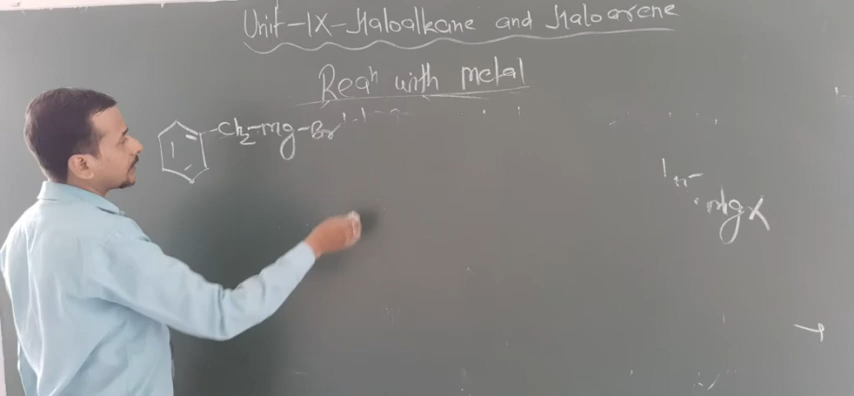 Unit-IX-Haloalkane and Haloarene
Reaⁿ with metal
-CH₂-Mg-Br
MgX